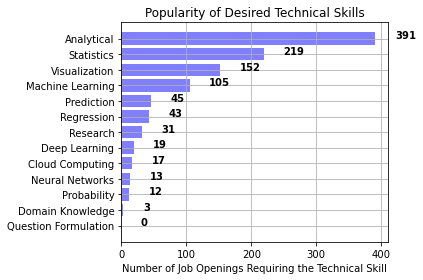 Popularity of Desired Technical Skills
Analytical 391
Statistics 219
Visualization 152
Machine Learning 105
Prediction 45
Regression 43
Research 31
Deep Learning 19
Cloud Computing 17
Neural Networks 13
Probability 12
Domain Knowledge 3
Question Formulation 0
0 100 200 300 400
Number of Job Openings Requiring the Technical Skill